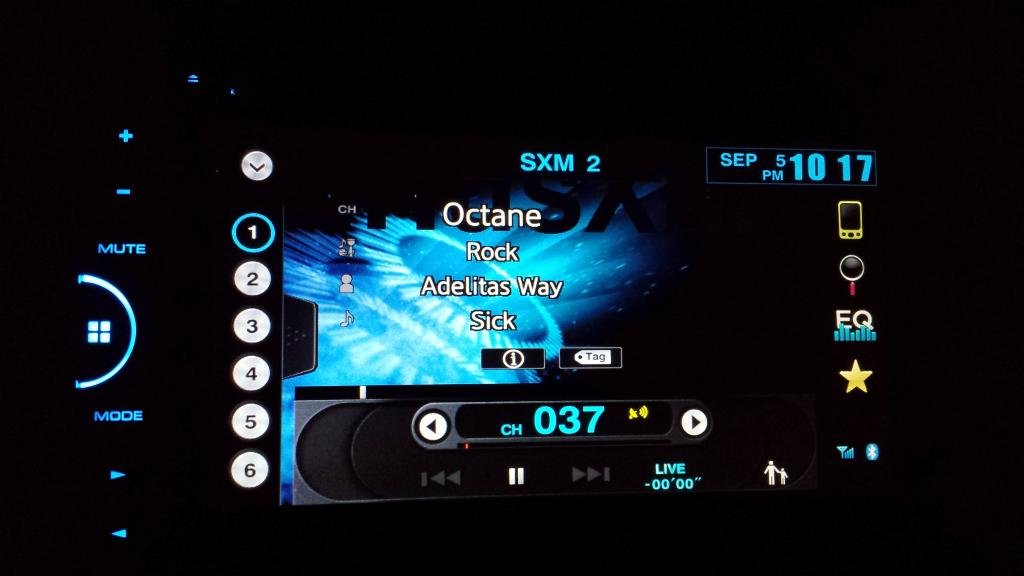 SXM 2
SEP 5 PM 10 17
CH Octane
Rock
Adelitas Way
Sick
i Tag
1
2
3
4
5
6
MUTE
MODE
EQ
CH 037
LIVE
-00'00"